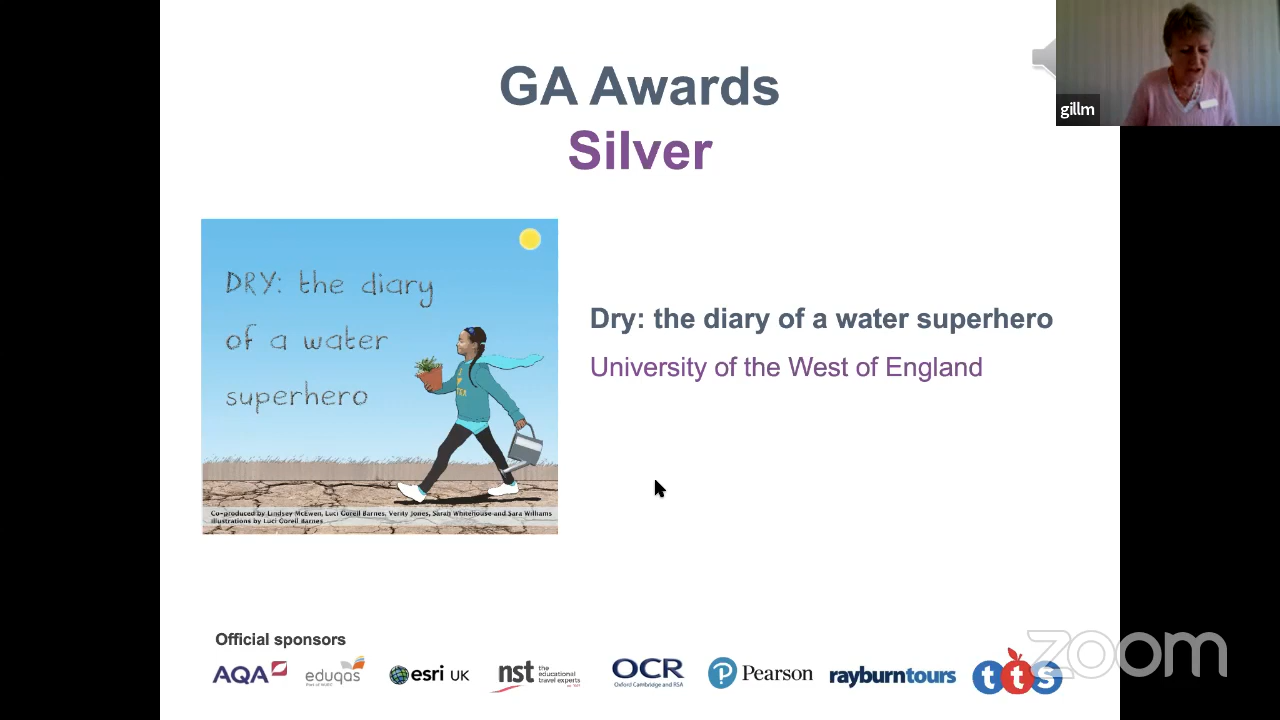 GA Awards
Silver
gillm
DRY: the diary
of a water
superhero
Co-produced by Lindsey McEwen, Luci Gorell Barnes, Verity Jones, Sarah Whitehouse and Sara Williams
Illustrations by Luci Gorell Barnes
Dry: the diary of a water superhero
University of the West of England
Official sponsors
AQA
eduqas
Part of WJEC
esri UK
nst the educational travel experts
OCR
Oxford Cambridge and RSA
Pearson
rayburntours
tts
zoom